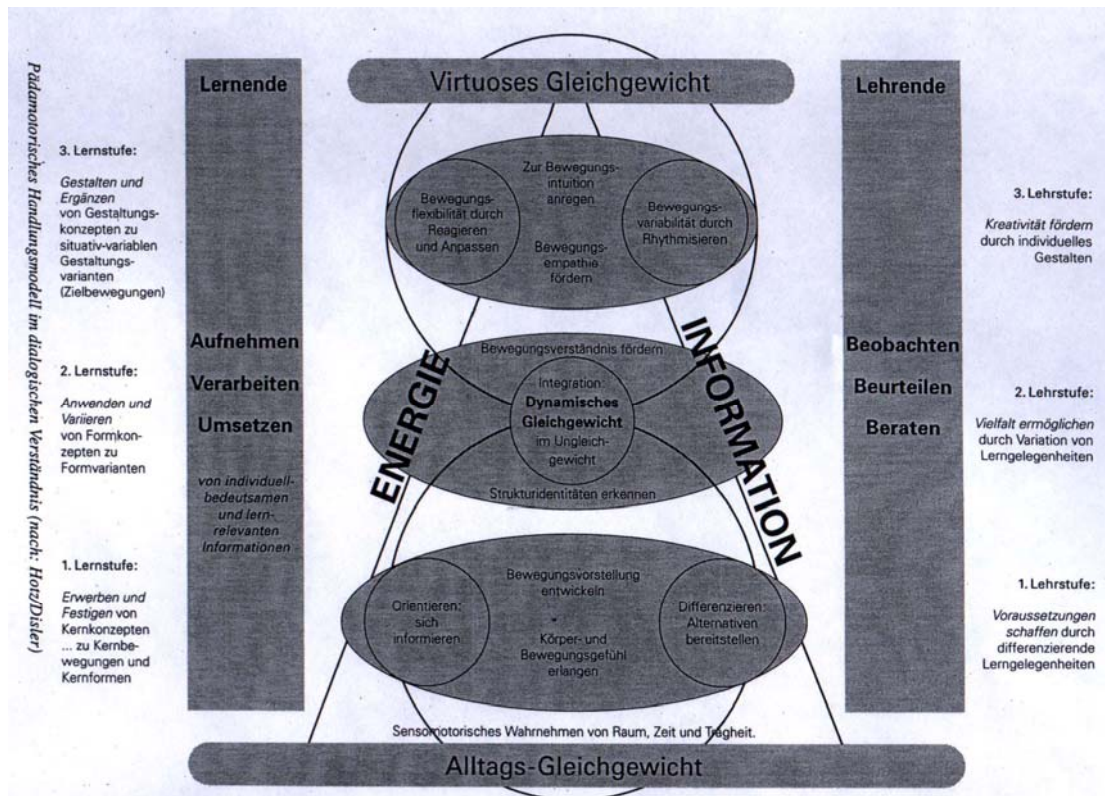 Pädamotorisches Handlungsmodell im dialogischen Verständnis (nach: Hotz/Disler)
3. Lernstufe:
Gestalten und
Ergänzen
von Gestaltungs-
konzepten zu
situativ-variablen
Gestaltungs-
varianten
(Zielbewegungen)
2. Lernstufe:
Anwenden und
Variieren
von Formkon-
zepten zu
Formvarianten
1. Lernstufe:
Erwerben und
Festigen von
Kernkonzepten
... zu Kernbe-
wegungen und
Kernformen
Lernende
Aufnehmen
Verarbeiten
Umsetzen
von individuell-
bedeutsamen
und lern-
relevanten
Informationen
Virtuoses Gleichgewicht
Zur Bewegungs-
intuition
anregen
Bewegungs-
flexibilität durch
Reagieren
und Anpassen
Bewegungs-
variabilität durch
Rhythmisieren
Bewegungs-
empathie
fördern
ENERGIE
INFORMATION
Bewegungsverständnis fördern
Integration:
Dynamisches
Gleichgewicht
im Ungleich-
gewicht
Strukturidentitäten erkennen
Bewegungsvorstellung
entwickeln
Orientieren:
sich
informieren
Differenzieren:
Alternativen
bereitstellen
Körper- und
Bewegungsgefühl
erlangen
Sensomotorisches Wahrnehmen von Raum, Zeit und Trägheit.
Alltags-Gleichgewicht
Lehrende
Beobachten
Beurteilen
Beraten
3. Lehrstufe:
Kreativität fördern
durch individuelles
Gestalten
2. Lehrstufe:
Vielfalt ermöglichen
durch Variation von
Lerngelegenheiten
1. Lehrstufe:
Voraussetzungen
schaffen durch
differenzierende
Lerngelegenheiten